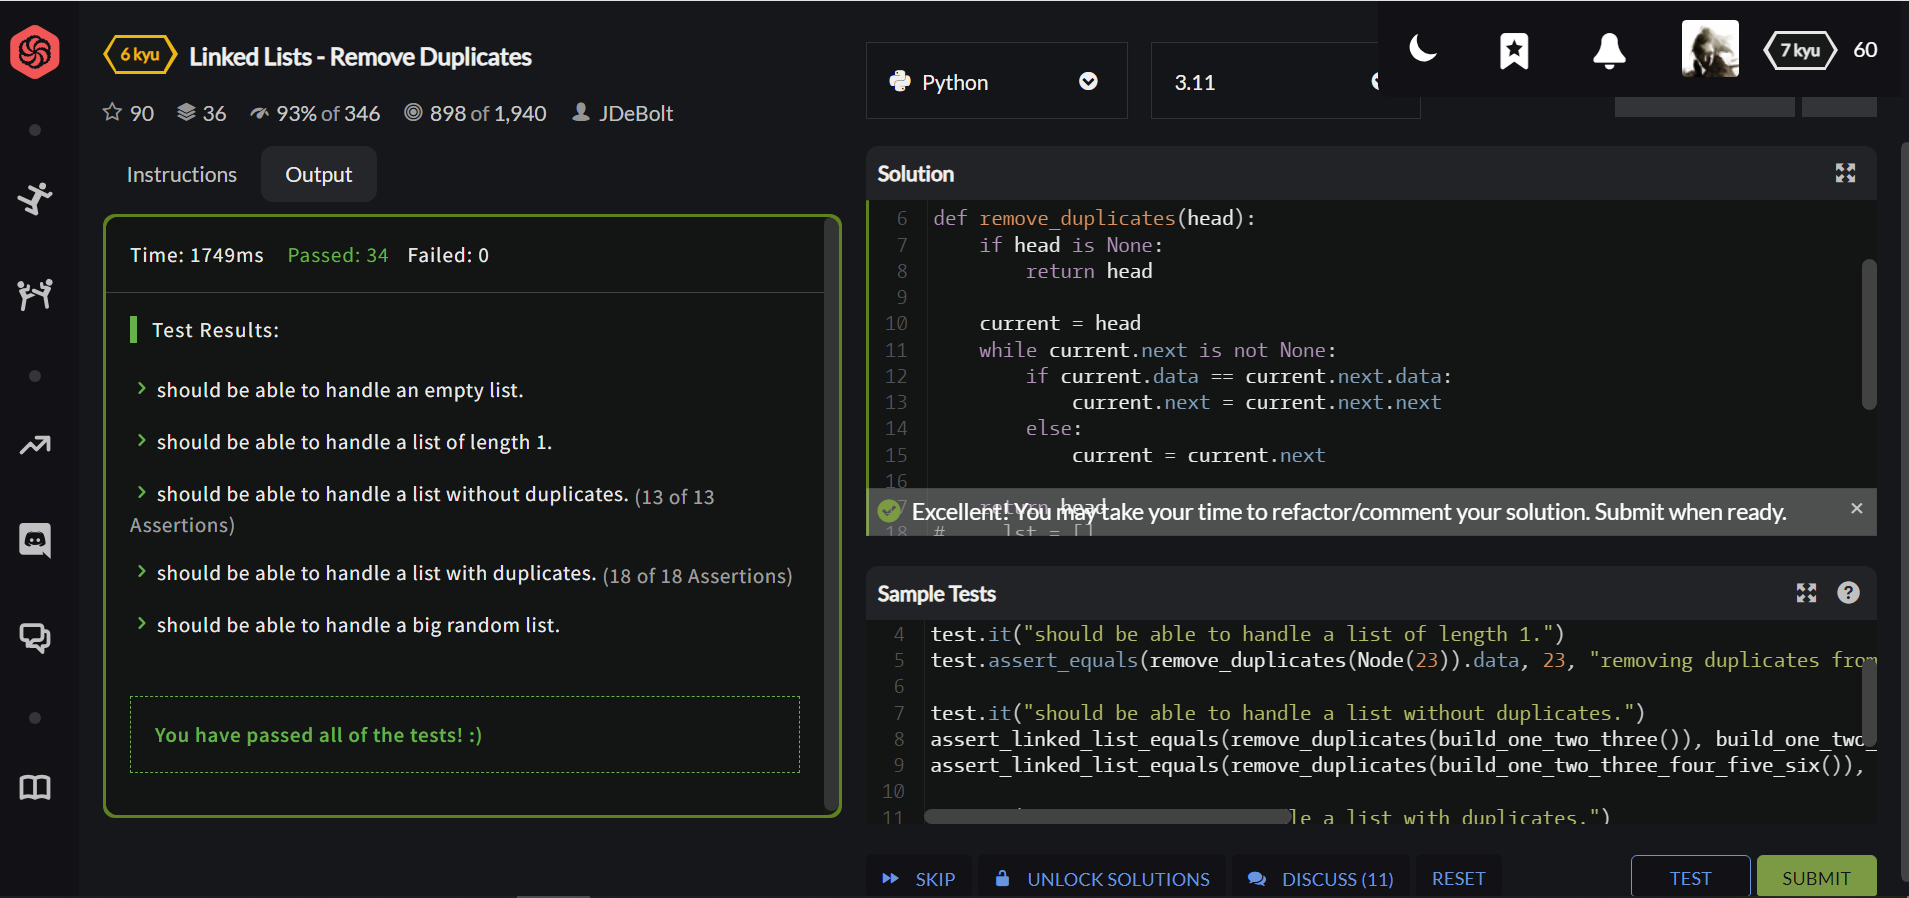 6 kyu Linked Lists - Remove Duplicates
90 36 93% of 346 898 of 1,940 JDeBolt
Python
3.11
7 kyu 60
Instructions Output
Time: 1749ms Passed: 34 Failed: 0
Test Results:
should be able to handle an empty list.
should be able to handle a list of length 1.
should be able to handle a list without duplicates. (13 of 13
Assertions)
should be able to handle a list with duplicates. (18 of 18 Assertions)
should be able to handle a big random list.
You have passed all of the tests! :)
Solution
6 def remove_duplicates(head):
7 if head is None:
8 return head
9
10 current = head
11 while current.next is not None:
12 if current.data == current.next.data:
13 current.next = current.next.next
14 else:
15 current = current.next
16
17 return head
Excellent! You may take your time to refactor/comment your solution. Submit when ready.
18 # lst = []
Sample Tests
4 test.it("should be able to handle a list of length 1.")
5 test.assert_equals(remove_duplicates(Node(23)).data, 23, "removing duplicates from
6
7 test.it("should be able to handle a list without duplicates.")
8 assert_linked_list_equals(remove_duplicates(build_one_two_three()), build_one_two_
9 assert_linked_list_equals(remove_duplicates(build_one_two_three_four_five_six()),
10
11 le a list with duplicates.")
SKIP UNLOCK SOLUTIONS DISCUSS (11) RESET TEST SUBMIT